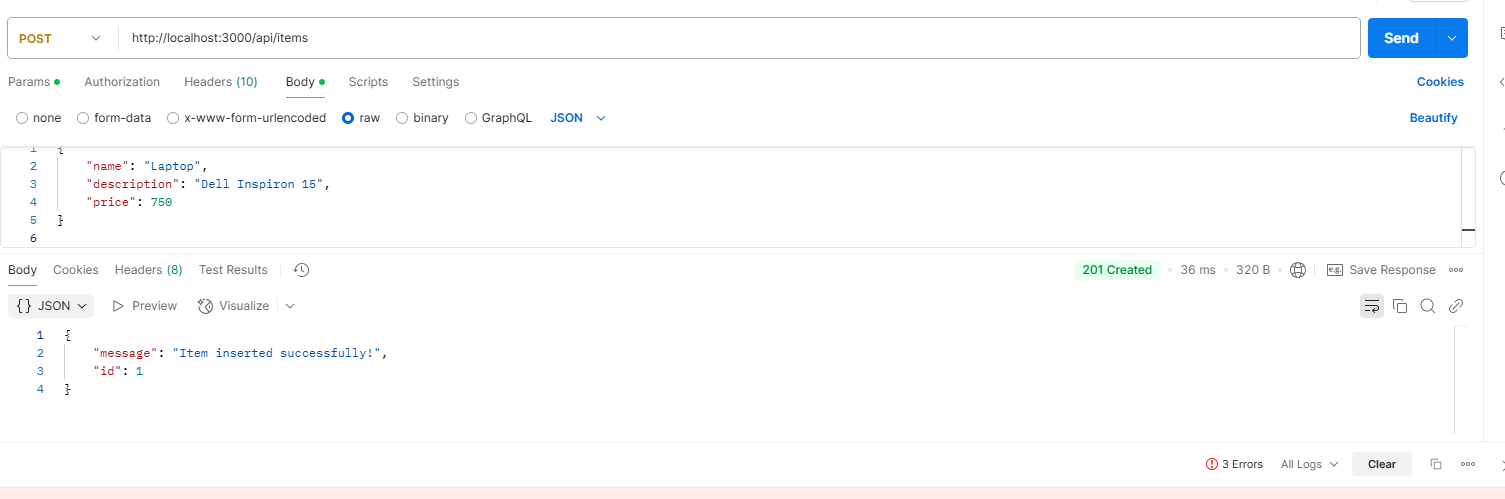 POST http://localhost:3000/api/items Send
Params Authorization Headers (10) Body Scripts Settings Cookies
none form-data x-www-form-urlencoded raw binary GraphQL JSON Beautify
1 {
2 "name": "Laptop",
3 "description": "Dell Inspiron 15",
4 "price": 750
5 }
6
Body Cookies Headers (8) Test Results 201 Created 36 ms 320 B e.g. Save Response
{} JSON Preview Visualize
1 {
2 "message": "Item inserted successfully!",
3 "id": 1
4 }
3 Errors All Logs Clear